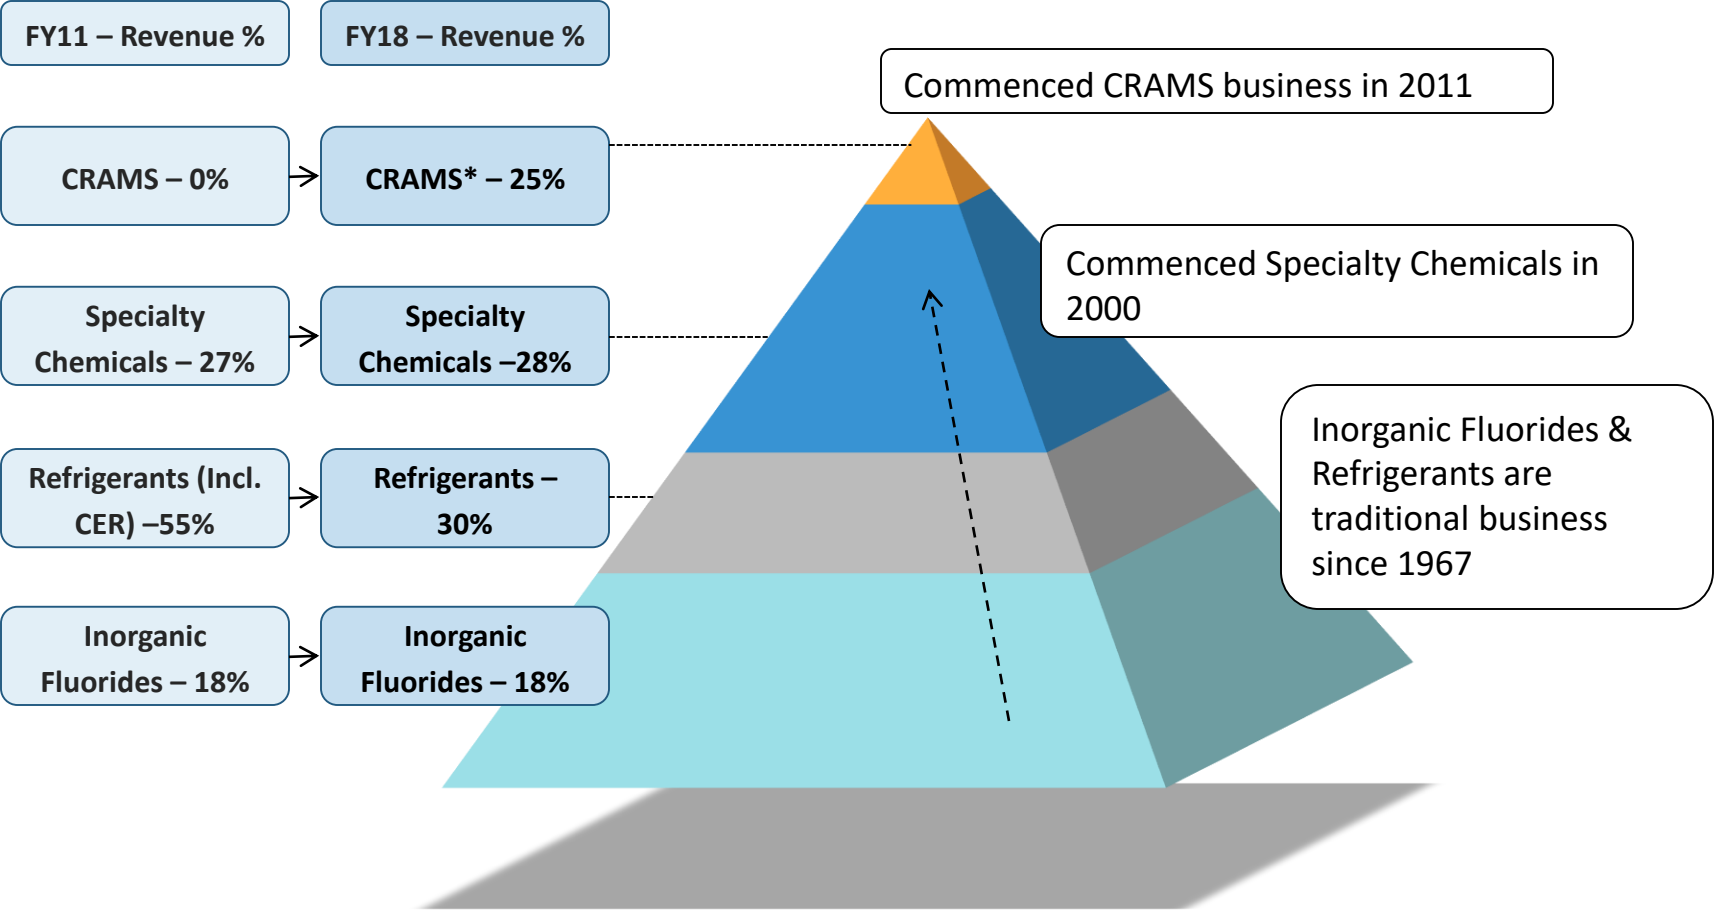 FY11 – Revenue %
FY18 – Revenue %
Commenced CRAMS business in 2011
CRAMS – 0%
CRAMS* – 25%
Commenced Specialty Chemicals in
2000
Specialty
Chemicals – 27%
Specialty
Chemicals –28%
Inorganic Fluorides &
Refrigerants are
traditional business
since 1967
Refrigerants (Incl.
CER) –55%
Refrigerants –
30%
Inorganic
Fluorides – 18%
Inorganic
Fluorides – 18%